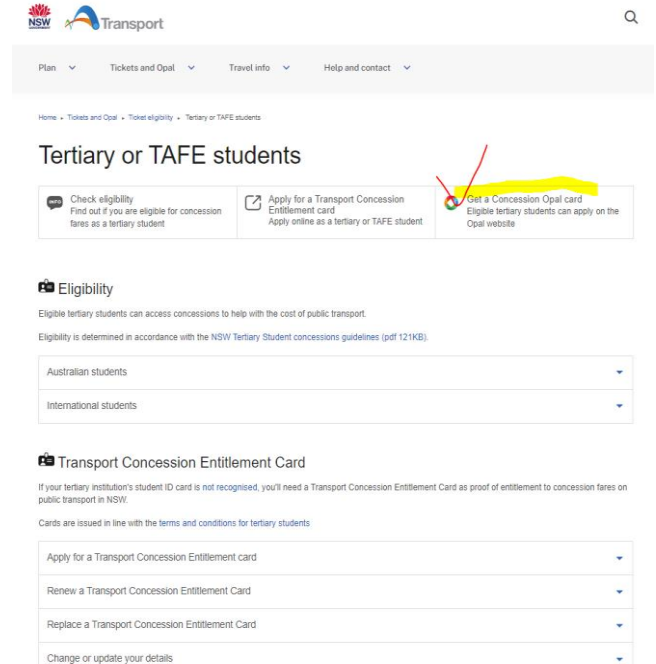 NSW
GOVERNMENT
Transport
Plan
Tickets and Opal
Travel info
Help and contact
Home
Tickets and Opal
Ticket eligibility
Tertiary or TAFE students
Tertiary or TAFE students
INFO
Check eligibility
Find out if you are eligible for concession
fares as a tertiary student
Apply for a Transport Concession
Entitlement card
Apply online as a tertiary or TAFE student
Get a Concession Opal card
Eligible tertiary students can apply on the
Opal website
Eligibility
Eligible tertiary students can access concessions to help with the cost of public transport.
Eligibility is determined in accordance with the NSW Tertiary Student concessions guidelines (pdf 121KB).
Australian students
International students
Transport Concession Entitlement Card
If your tertiary institution's student ID card is not recognised, you'll need a Transport Concession Entitlement Card as proof of entitlement to concession fares on
public transport in NSW.
Cards are issued in line with the terms and conditions for tertiary students
Apply for a Transport Concession Entitlement card
Renew a Transport Concession Entitlement Card
Replace a Transport Concession Entitlement Card
Change or update your details